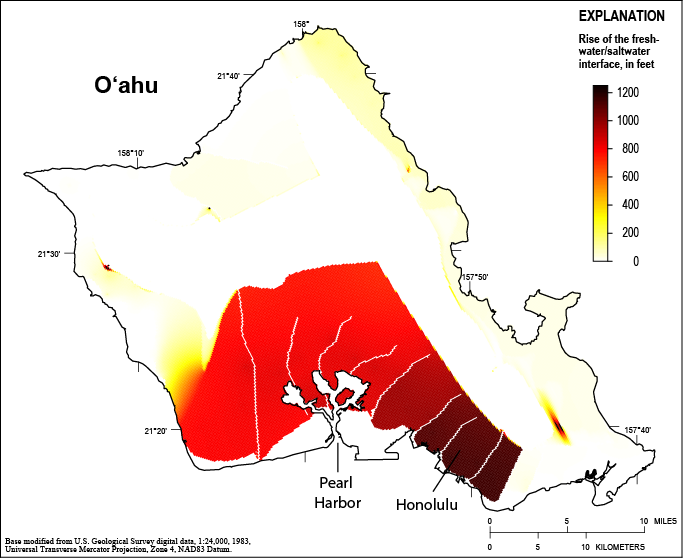 EXPLANATION
Rise of the fresh-
water/saltwater
interface, in feet
1200
1000
800
600
400
200
0
158°
21°40'
Oʻahu
158°10'
21°30'
157°50'
21°20'
157°40'
Pearl
Harbor
Honolulu
0 5 10 MILES
0 5 10 KILOMETERS
Base modified from U.S. Geological Survey digital data, 1:24,000, 1983,
Universal Transverse Mercator Projection, Zone 4, NAD83 Datum.